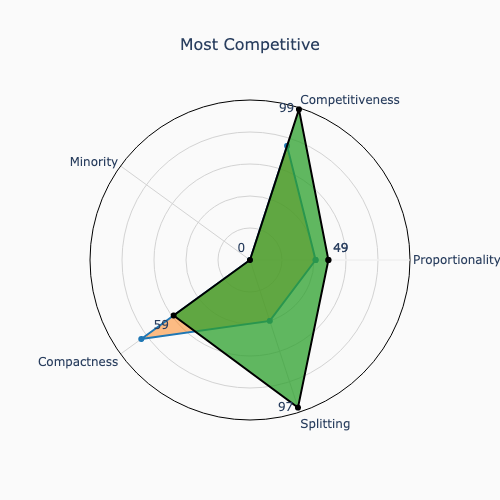 Most Competitive
99
Competitiveness
Minority
0
49
Proportionality
59
Compactness
97
Splitting